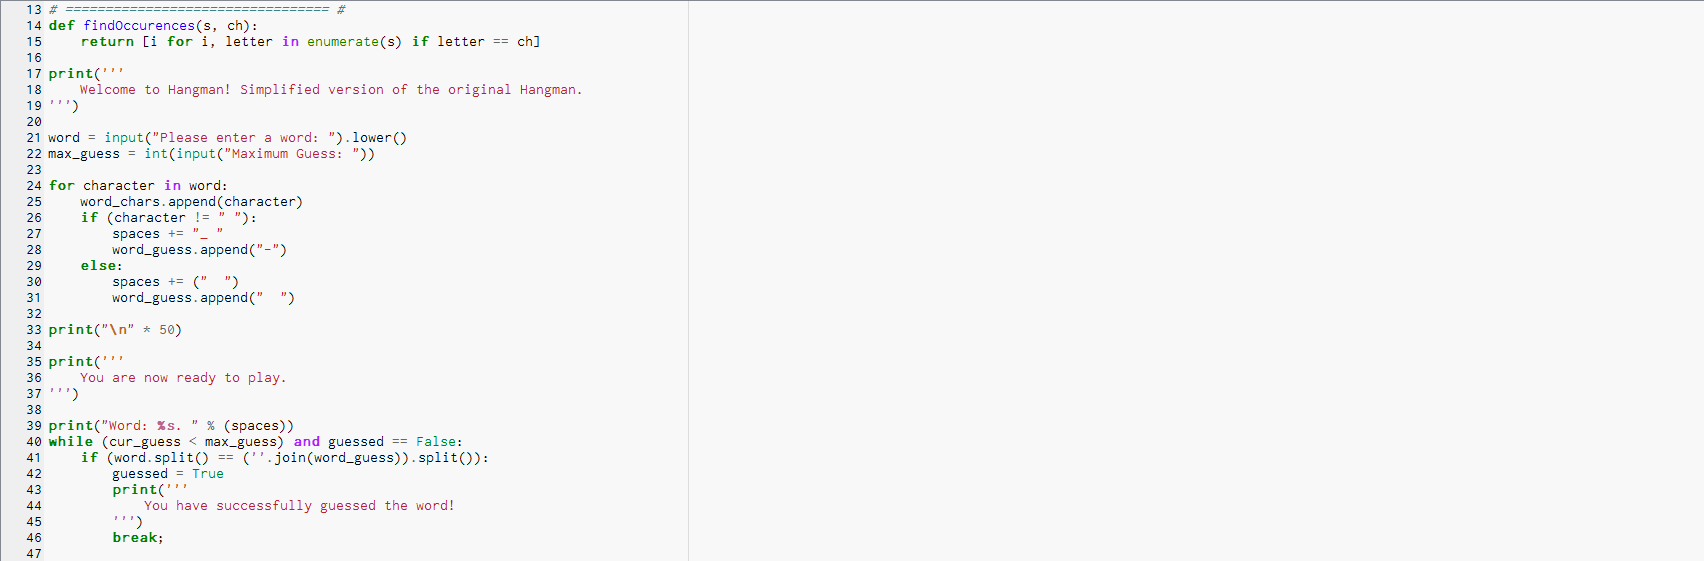 13 # ================================= #
14 def findOccurences(s, ch):
15     return [i for i, letter in enumerate(s) if letter == ch]
16
17 print('''
18     Welcome to Hangman! Simplified version of the original Hangman.
19 ''')
20
21 word = input("Please enter a word: ").lower()
22 max_guess = int(input("Maximum Guess: "))
23
24 for character in word:
25     word_chars.append(character)
26     if (character != " "):
27         spaces += "_ "
28         word_guess.append("-")
29     else:
30         spaces += ("  ")
31         word_guess.append("  ")
32
33 print("\n" * 50)
34
35 print('''
36     You are now ready to play.
37 ''')
38
39 print("Word: %s. " % (spaces))
40 while (cur_guess < max_guess) and guessed == False:
41     if (word.split() == (''.join(word_guess)).split()):
42         guessed = True
43         print('''
44             You have successfully guessed the word!
45         ''')
46         break;
47